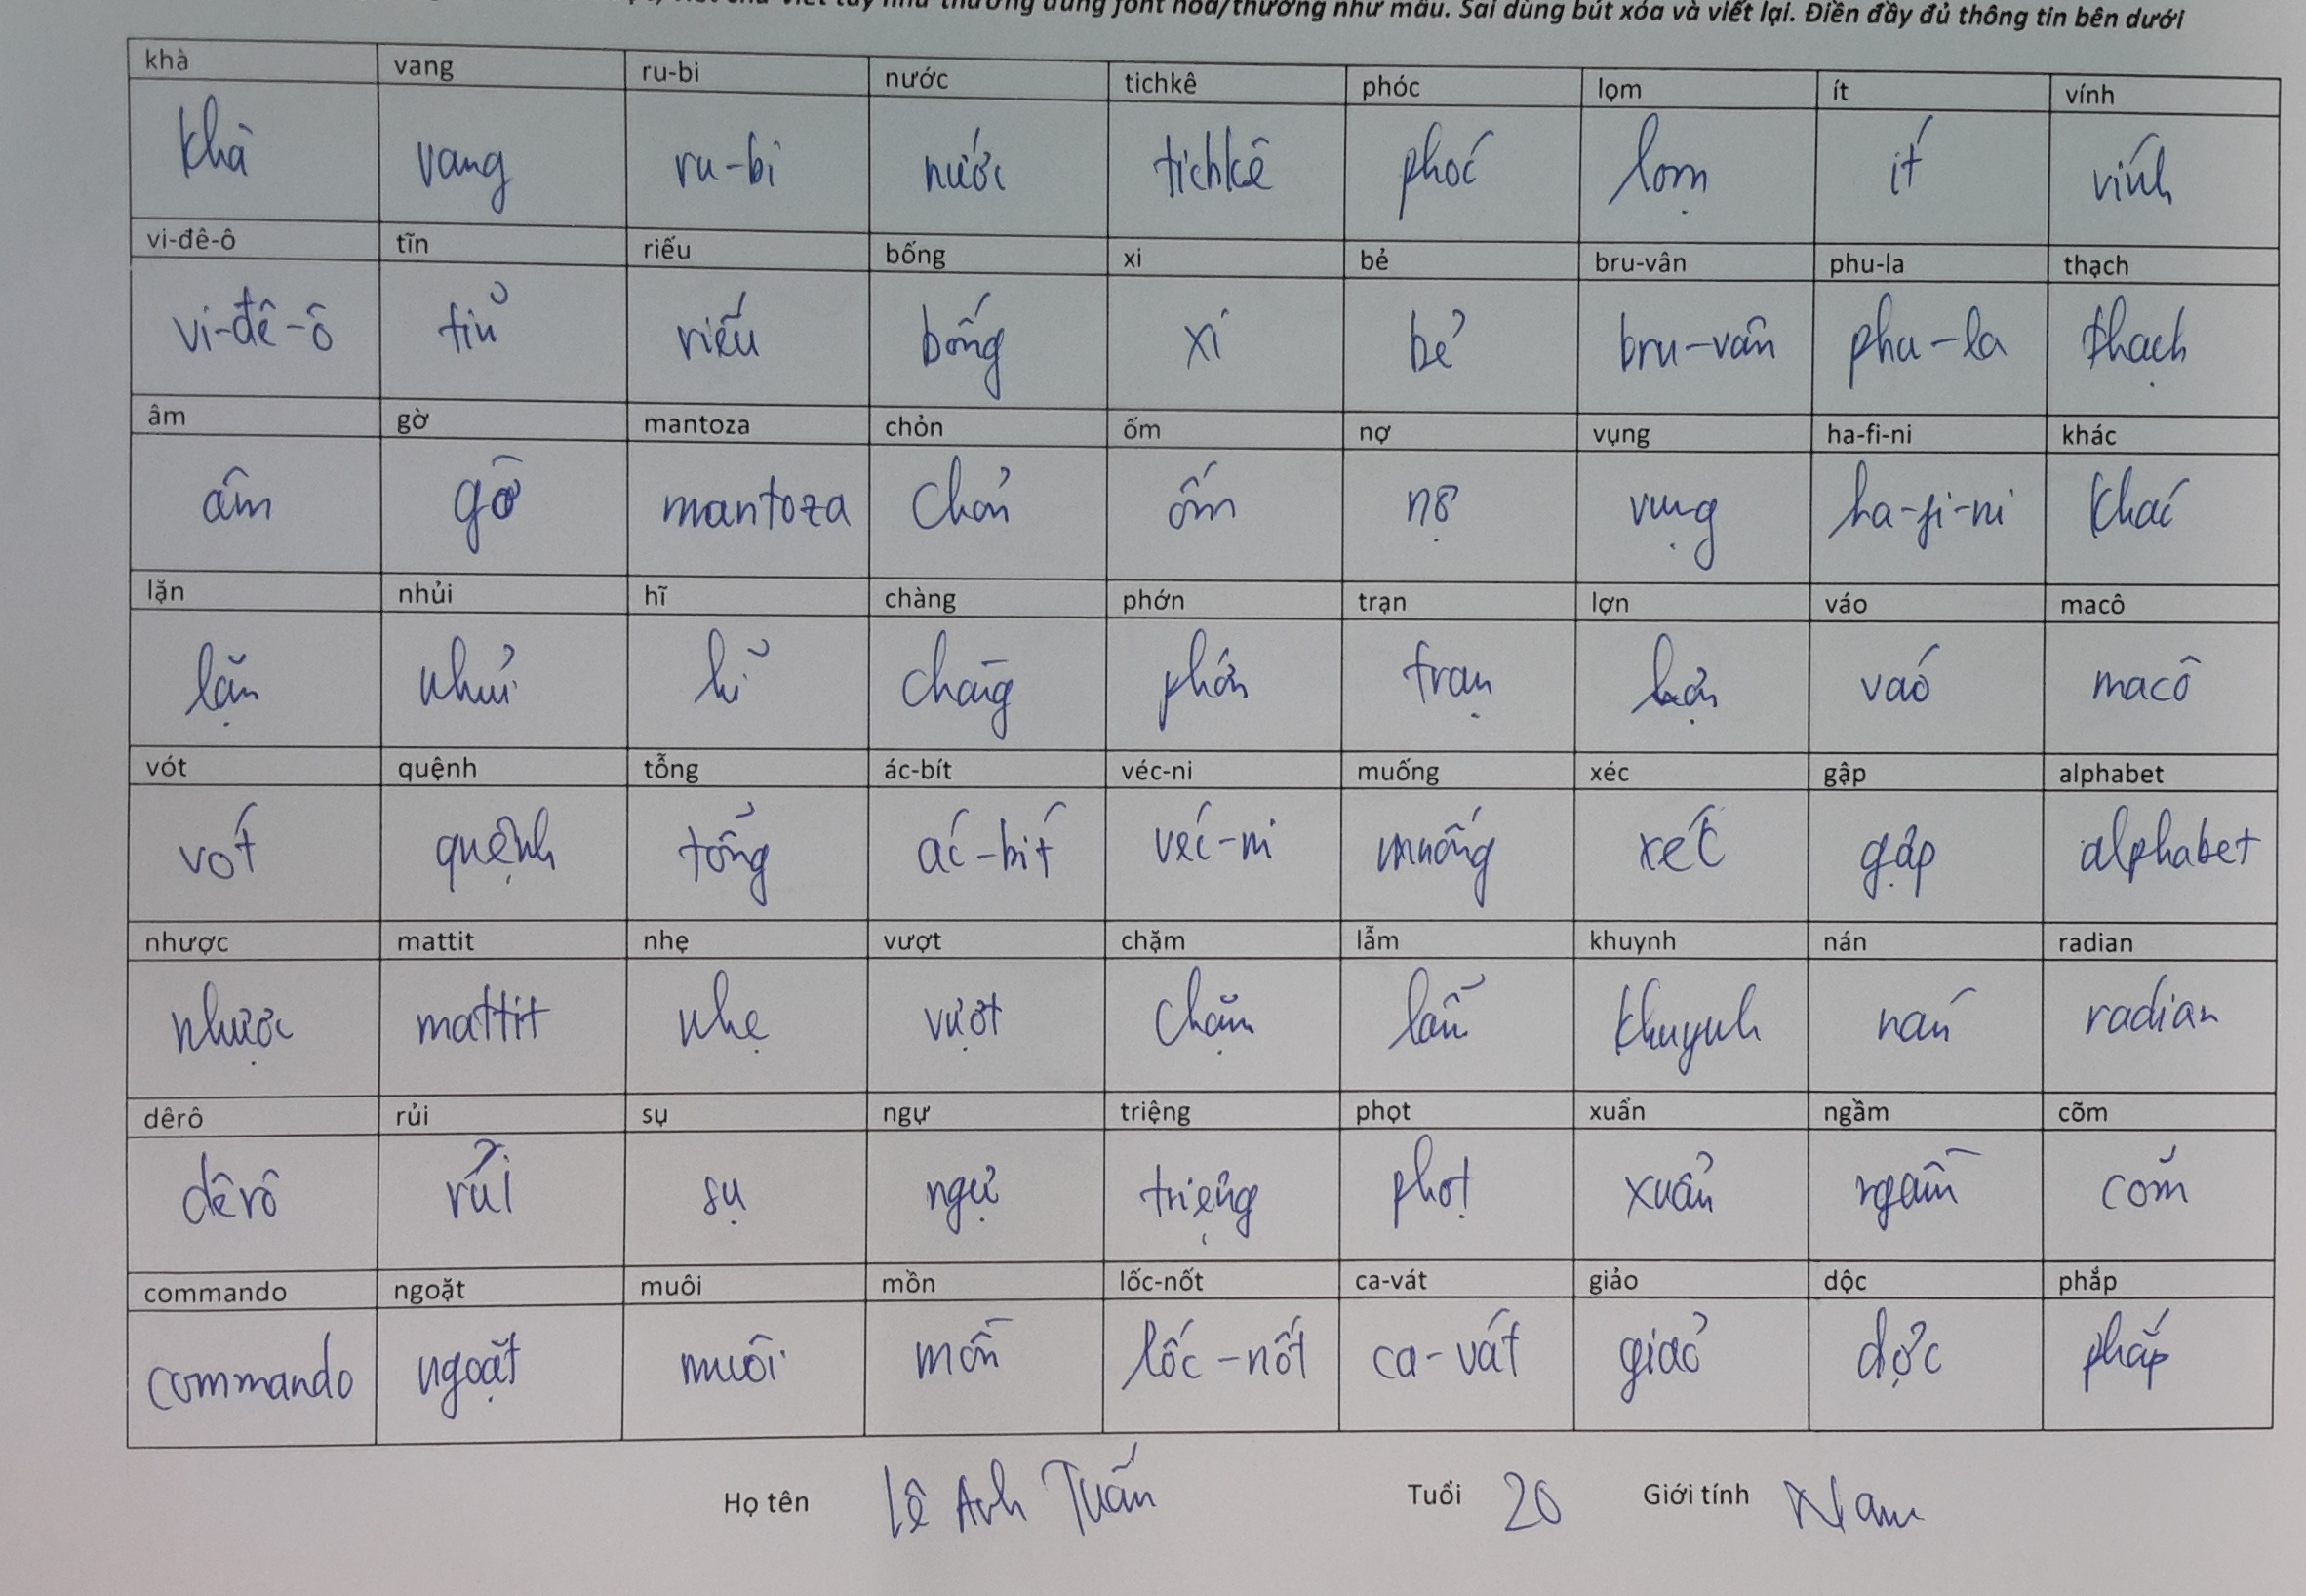 dùng font hoa/thường như mẫu. Sai dùng bút xóa và viết lại. Điền đầy đủ thông tin bên dưới
khà vang ru-bi nước tichkê phóc lọm ít vính
khà vang ru-bi nước tichkê phóc lọm ít vính
vi-đê-ô tĩn riếu bống xi bẻ bru-vân phu-la thạch
vi-đê-ô tĩn riếu bống xi bẻ bru-vân phu-la thạch
âm gờ mantoza chỏn ốm nợ vụng ha-fi-ni khác
âm gờ mantoza chỏn ốm nợ vụng ha-fi-ni khác
lặn nhủi hĩ chàng phớn trạn lợn váo macô
lặn nhủi hĩ chàng phớn trạn lợn váo macô
vót quệnh tỗng ác-bít véc-ni muống xéc gập alphabet
vót quệnh tỗng ác-bít véc-ni muống xéc gập alphabet
nhược mattit nhẹ vượt chặm lẫm khuynh nán radian
nhược mattit nhẹ vượt chặm lẫm khuynh nán radian
dêrô rủi sụ ngự triệng phọt xuẩn ngầm cõm
dêrô rủi sụ ngự triệng phọt xuẩn ngầm cõm
commando ngoặt muôi mồn lốc-nốt ca-vát giảo dộc phắp
commando ngoặt muôi mồn lốc-nốt ca-vát giảo dộc phắp
Họ tên Lê Anh Tuấn Tuổi 20 Giới tính Nam